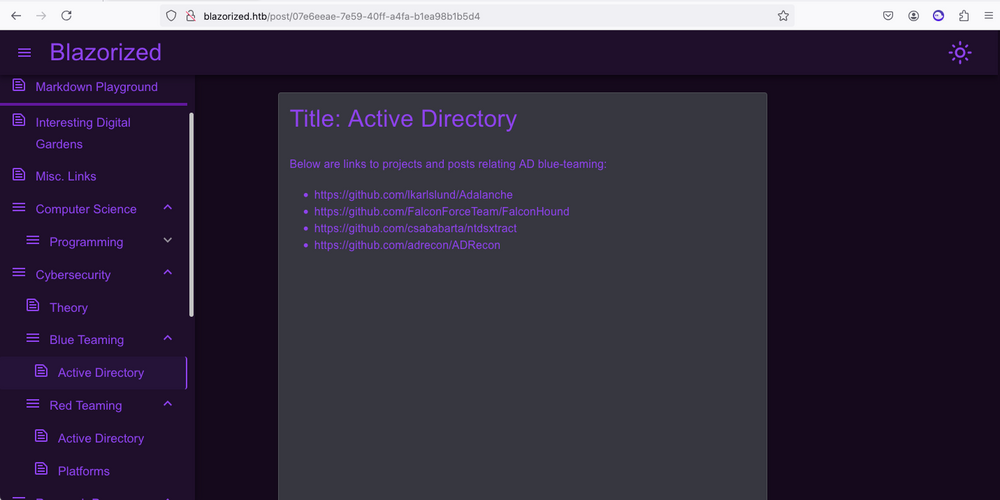 blazorized.htb/post/07e6eeae-7e59-40ff-a4fa-b1ea98b1b5d4
Blazorized
Markdown Playground
Interesting Digital
Gardens
Misc. Links
Computer Science
Programming
Cybersecurity
Theory
Blue Teaming
Active Directory
Red Teaming
Active Directory
Platforms
Title: Active Directory
Below are links to projects and posts relating AD blue-teaming:
https://github.com/lkarlslund/Adalanche
https://github.com/FalconForceTeam/FalconHound
https://github.com/csababarta/ntdsxtract
https://github.com/adrecon/ADRecon